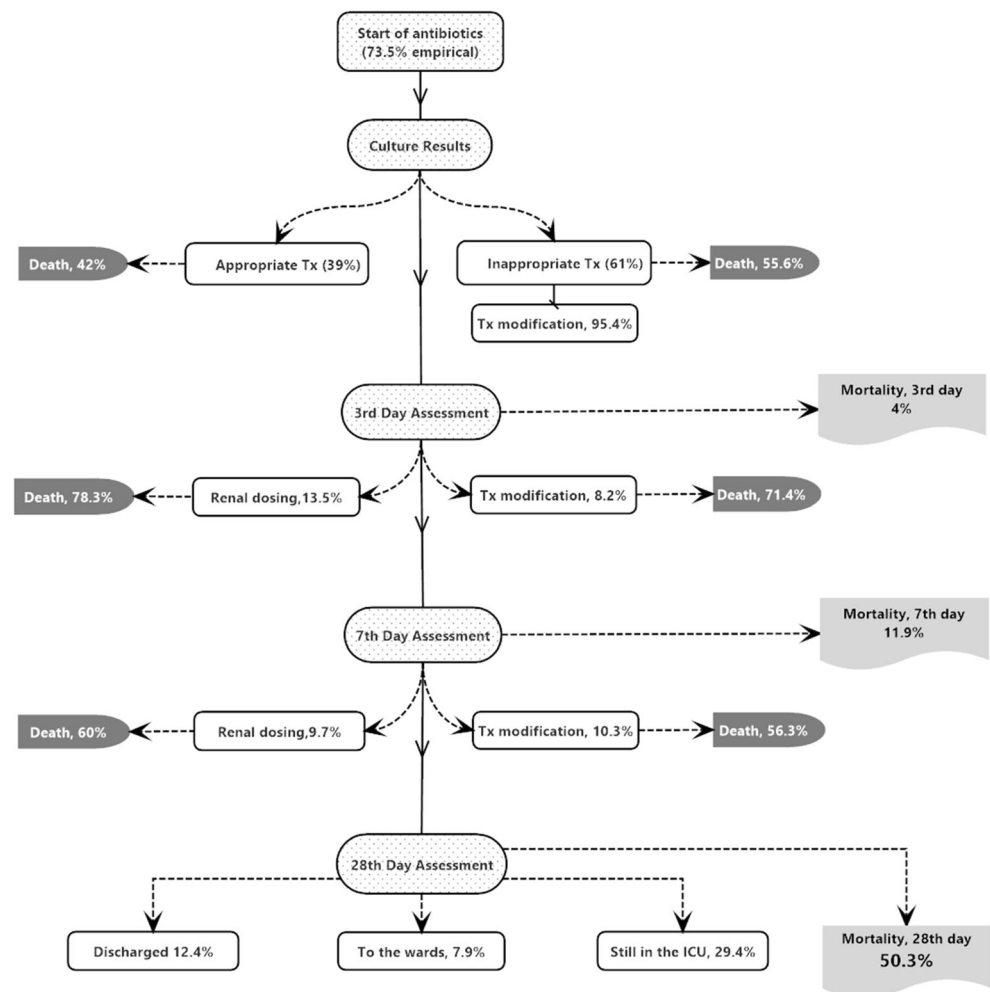 Start of antibiotics
(73.5% empirical)
Culture Results
Death, 42%
Appropriate Tx (39%)
Inappropriate Tx (61%)
Death, 55.6%
Tx modification, 95.4%
3rd Day Assessment
Mortality, 3rd day
4%
Death, 78.3%
Renal dosing,13.5%
Tx modification, 8.2%
Death, 71.4%
7th Day Assessment
Mortality, 7th day
11.9%
Death, 60%
Renal dosing,9.7%
Tx modification, 10.3%
Death, 56.3%
28th Day Assessment
Discharged 12.4%
To the wards, 7.9%
Still in the ICU, 29.4%
Mortality, 28th day
50.3%